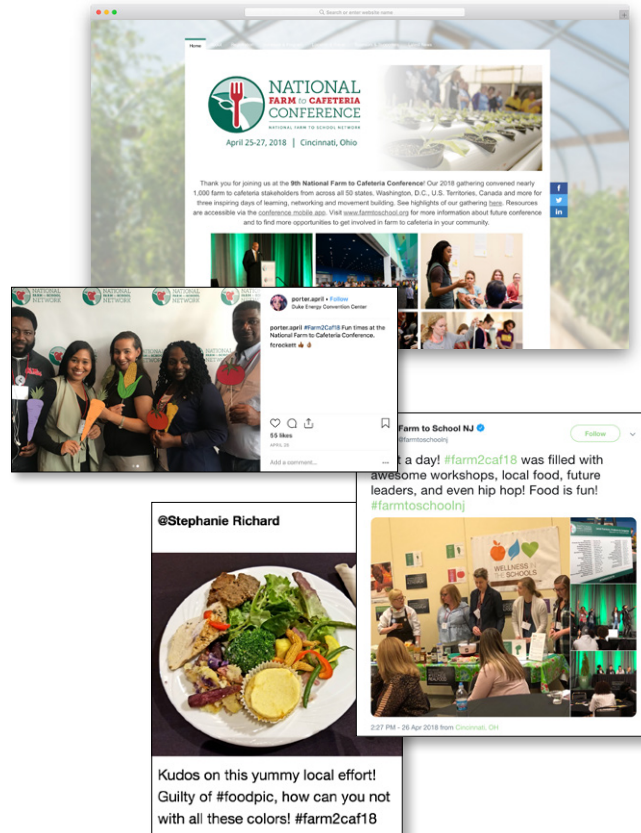 Search or enter website name
Home
NATIONAL
FARM to CAFETERIA
CONFERENCE
NATIONAL FARM TO SCHOOL NETWORK
April 25-27, 2018 | Cincinnati, Ohio
Thank you for joining us at the 9th National Farm to Cafeteria Conference! Our 2018 gathering convened nearly
1,000 farm to cafeteria stakeholders from across all 50 states, Washington, D.C., U.S. Territories, Canada and more for
three inspiring days of learning, networking and movement building. See highlights of our gathering here. Resources
are accessible via the conference mobile app. Visit www.farmtoschool.org for more information about future conference
and to find more opportunities to get involved in farm to cafeteria in your community.
NATIONAL
FARM to SCHOOL
NETWORK
porter.april • Follow
Duke Energy Convention Center
porter.april #Farm2Caf18 Fun times at the
National Farm to Cafeteria Conference.
fcrockett
55 likes
APRIL 26
Add a comment...
Farm to School NJ
@farmtoschoolnj
Follow
t a day! #farm2caf18 was filled with
awesome workshops, local food, future
leaders, and even hip hop! Food is fun!
#farmtoschoolnj
WELLNESS IN
THE SCHOOLS
2:27 PM - 26 Apr 2018 from Cincinnati, OH
@Stephanie Richard
Kudos on this yummy local effort!
Guilty of #foodpic, how can you not
with all these colors! #farm2caf18